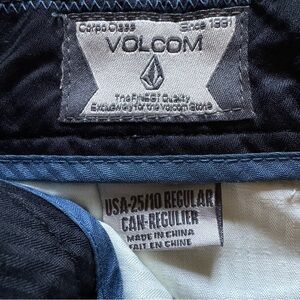 Corpo Class Since 1991
VOLCOM
The FINEST Quality
Exclusively for the Volcom Stone
USA-25/10 REGULAR
CAN-REGULIER
MADE IN CHINA
FAIT EN CHINE